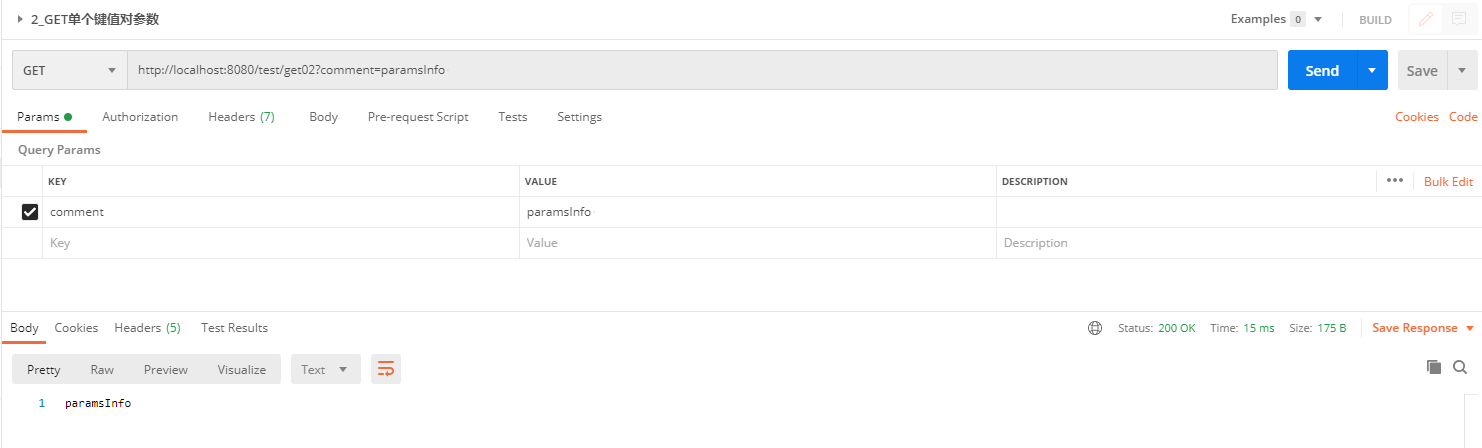 2_GET单个键值对参数 Examples 0 BUILD
GET http://localhost:8080/test/get02?comment=paramsInfo Send Save
Params Authorization Headers (7) Body Pre-request Script Tests Settings Cookies Code
Query Params
KEY VALUE DESCRIPTION ••• Bulk Edit
comment paramsInfo
Key Value Description
Body Cookies Headers (5) Test Results Status: 200 OK Time: 15 ms Size: 175 B Save Response
Pretty Raw Preview Visualize Text
1 paramsInfo